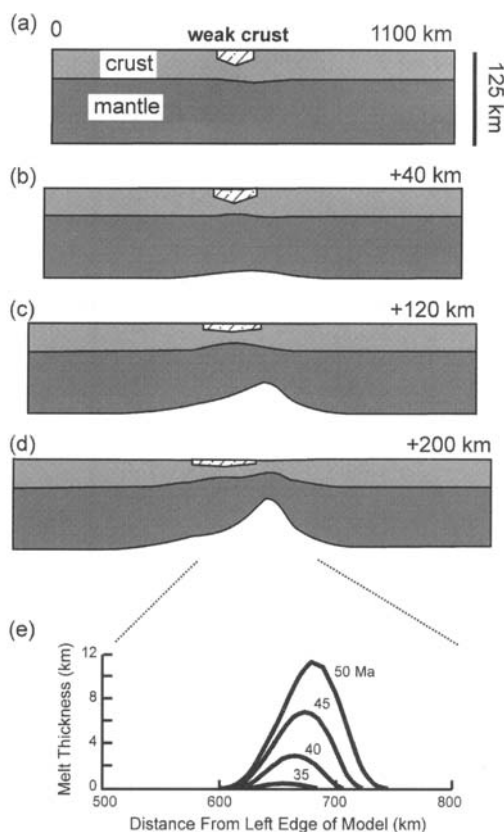 (a) 0 weak crust 1100 km
crust
mantle
125 km
(b) +40 km
(c) +120 km
(d) +200 km
(e)
Melt Thickness (km)
12
8
4
0
50 Ma
45
40
35
500 600 700 800
Distance From Left Edge of Model (km)